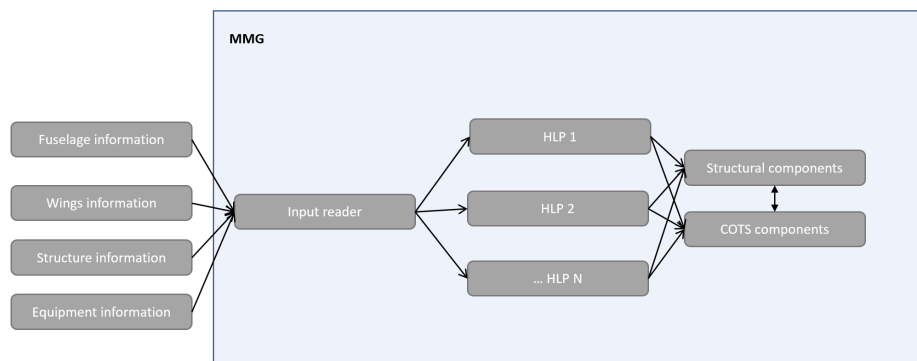 MMG
Fuselage information
Wings information
Structure information
Equipment information
Input reader
HLP 1
HLP 2
... HLP N
Structural components
COTS components